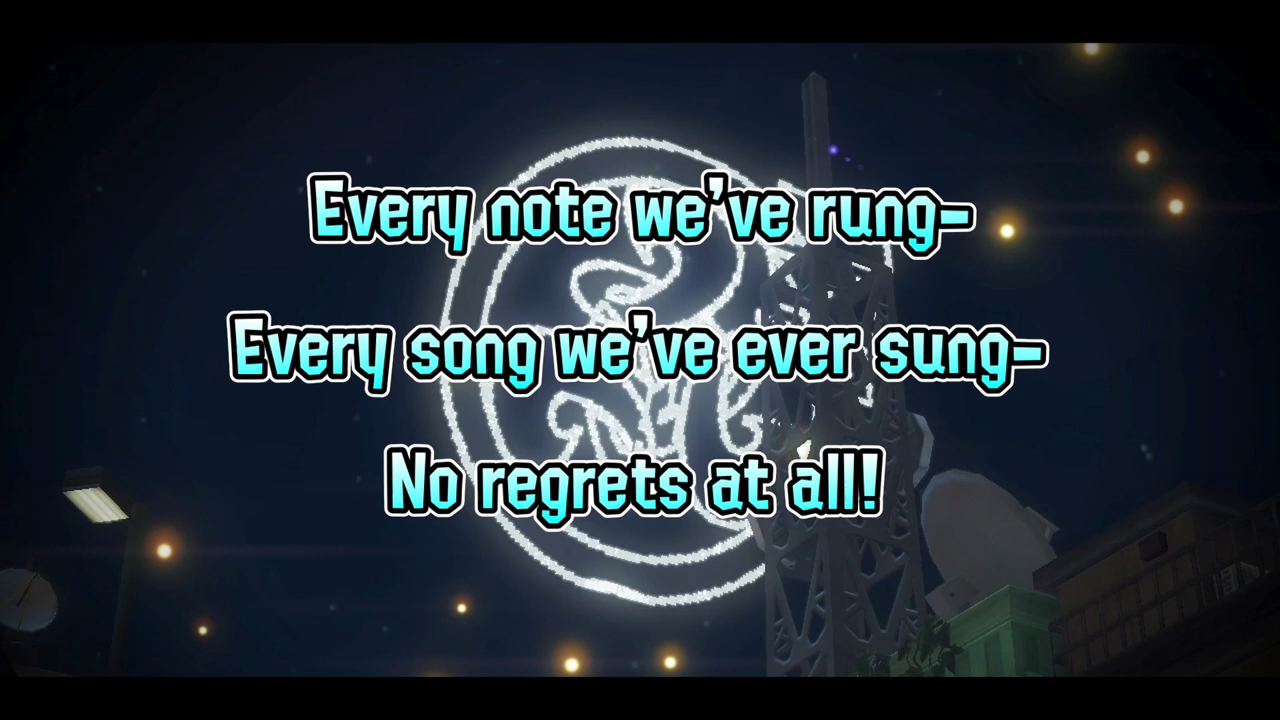 Every note we've rung-
Every song we've ever sung-
No regrets at all!